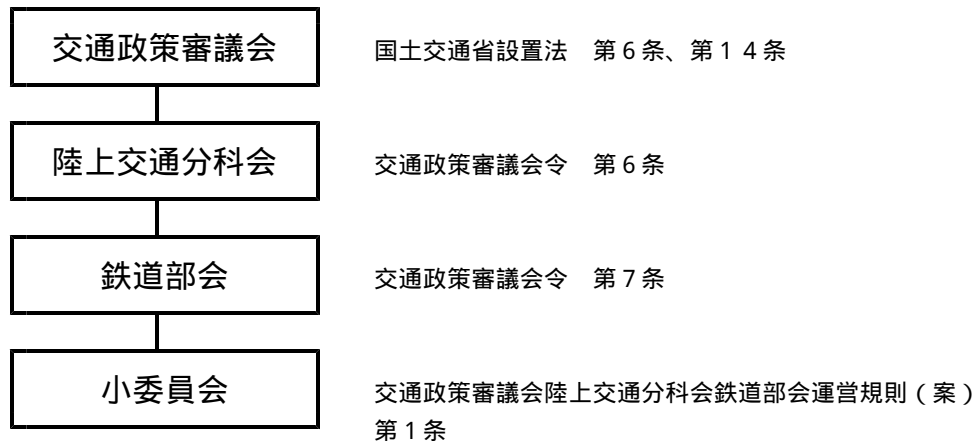 交通政策審議会　国土交通省設置法　第６条、第１４条
陸上交通分科会　交通政策審議会令　第６条
鉄道部会　交通政策審議会令　第７条
小委員会　交通政策審議会陸上交通分科会鉄道部会運営規則（案）
第１条